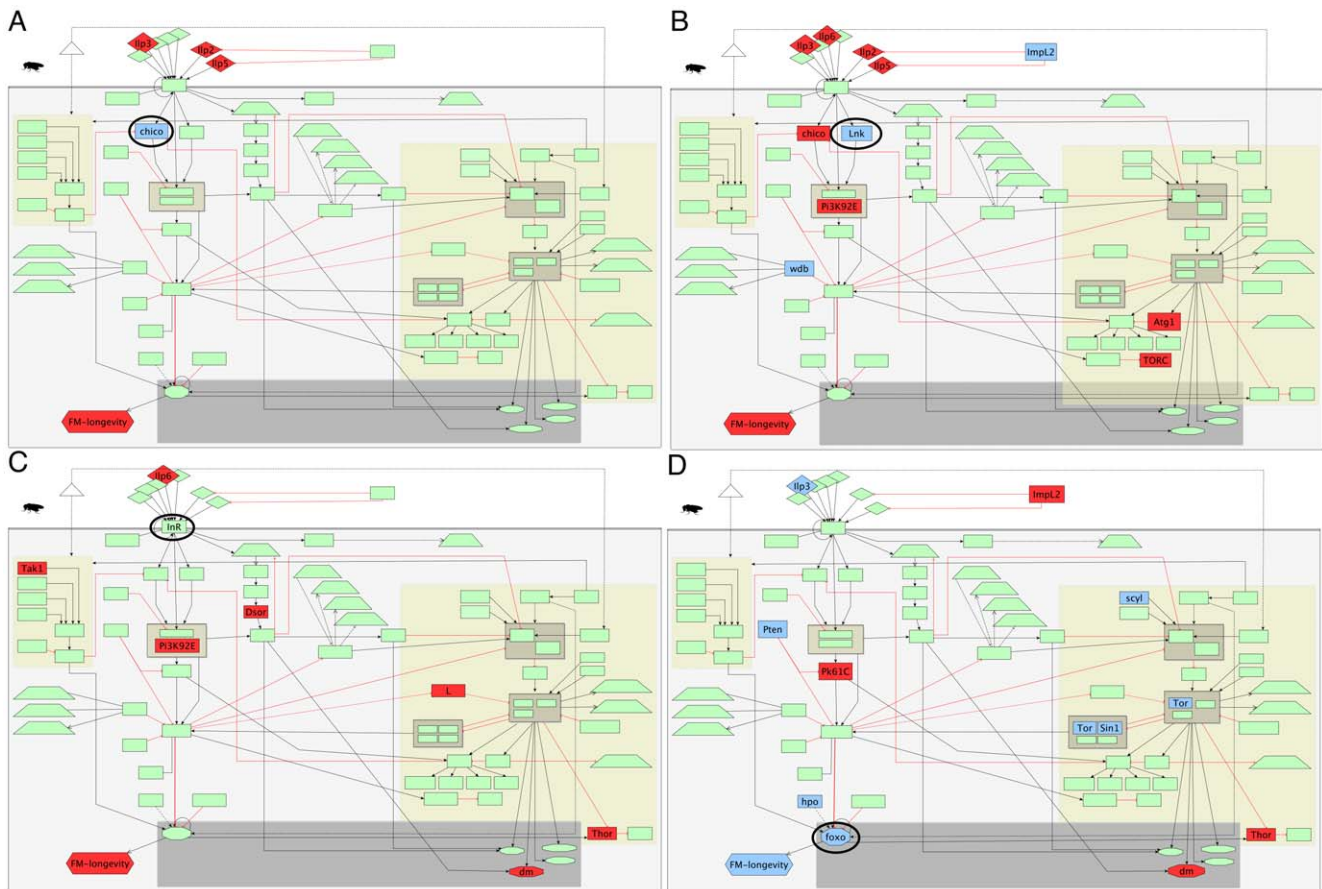 A
Ilp3
Ilp2
Ilp5
chico
FM-longevity
B
Ilp3
Ilp6
Ilp2
Ilp5
ImpL2
chico
Lnk
Pi3K92E
wdb
Atg1
TORC
FM-longevity
C
Ilp6
InR
Tak1
Dsor
Pi3K92E
L
Thor
FM-longevity
dm
D
Ilp3
ImpL2
scyl
Pten
Pk61C
Tor
Tor Sin1
hpo
foxo
Thor
FM-longevity
dm